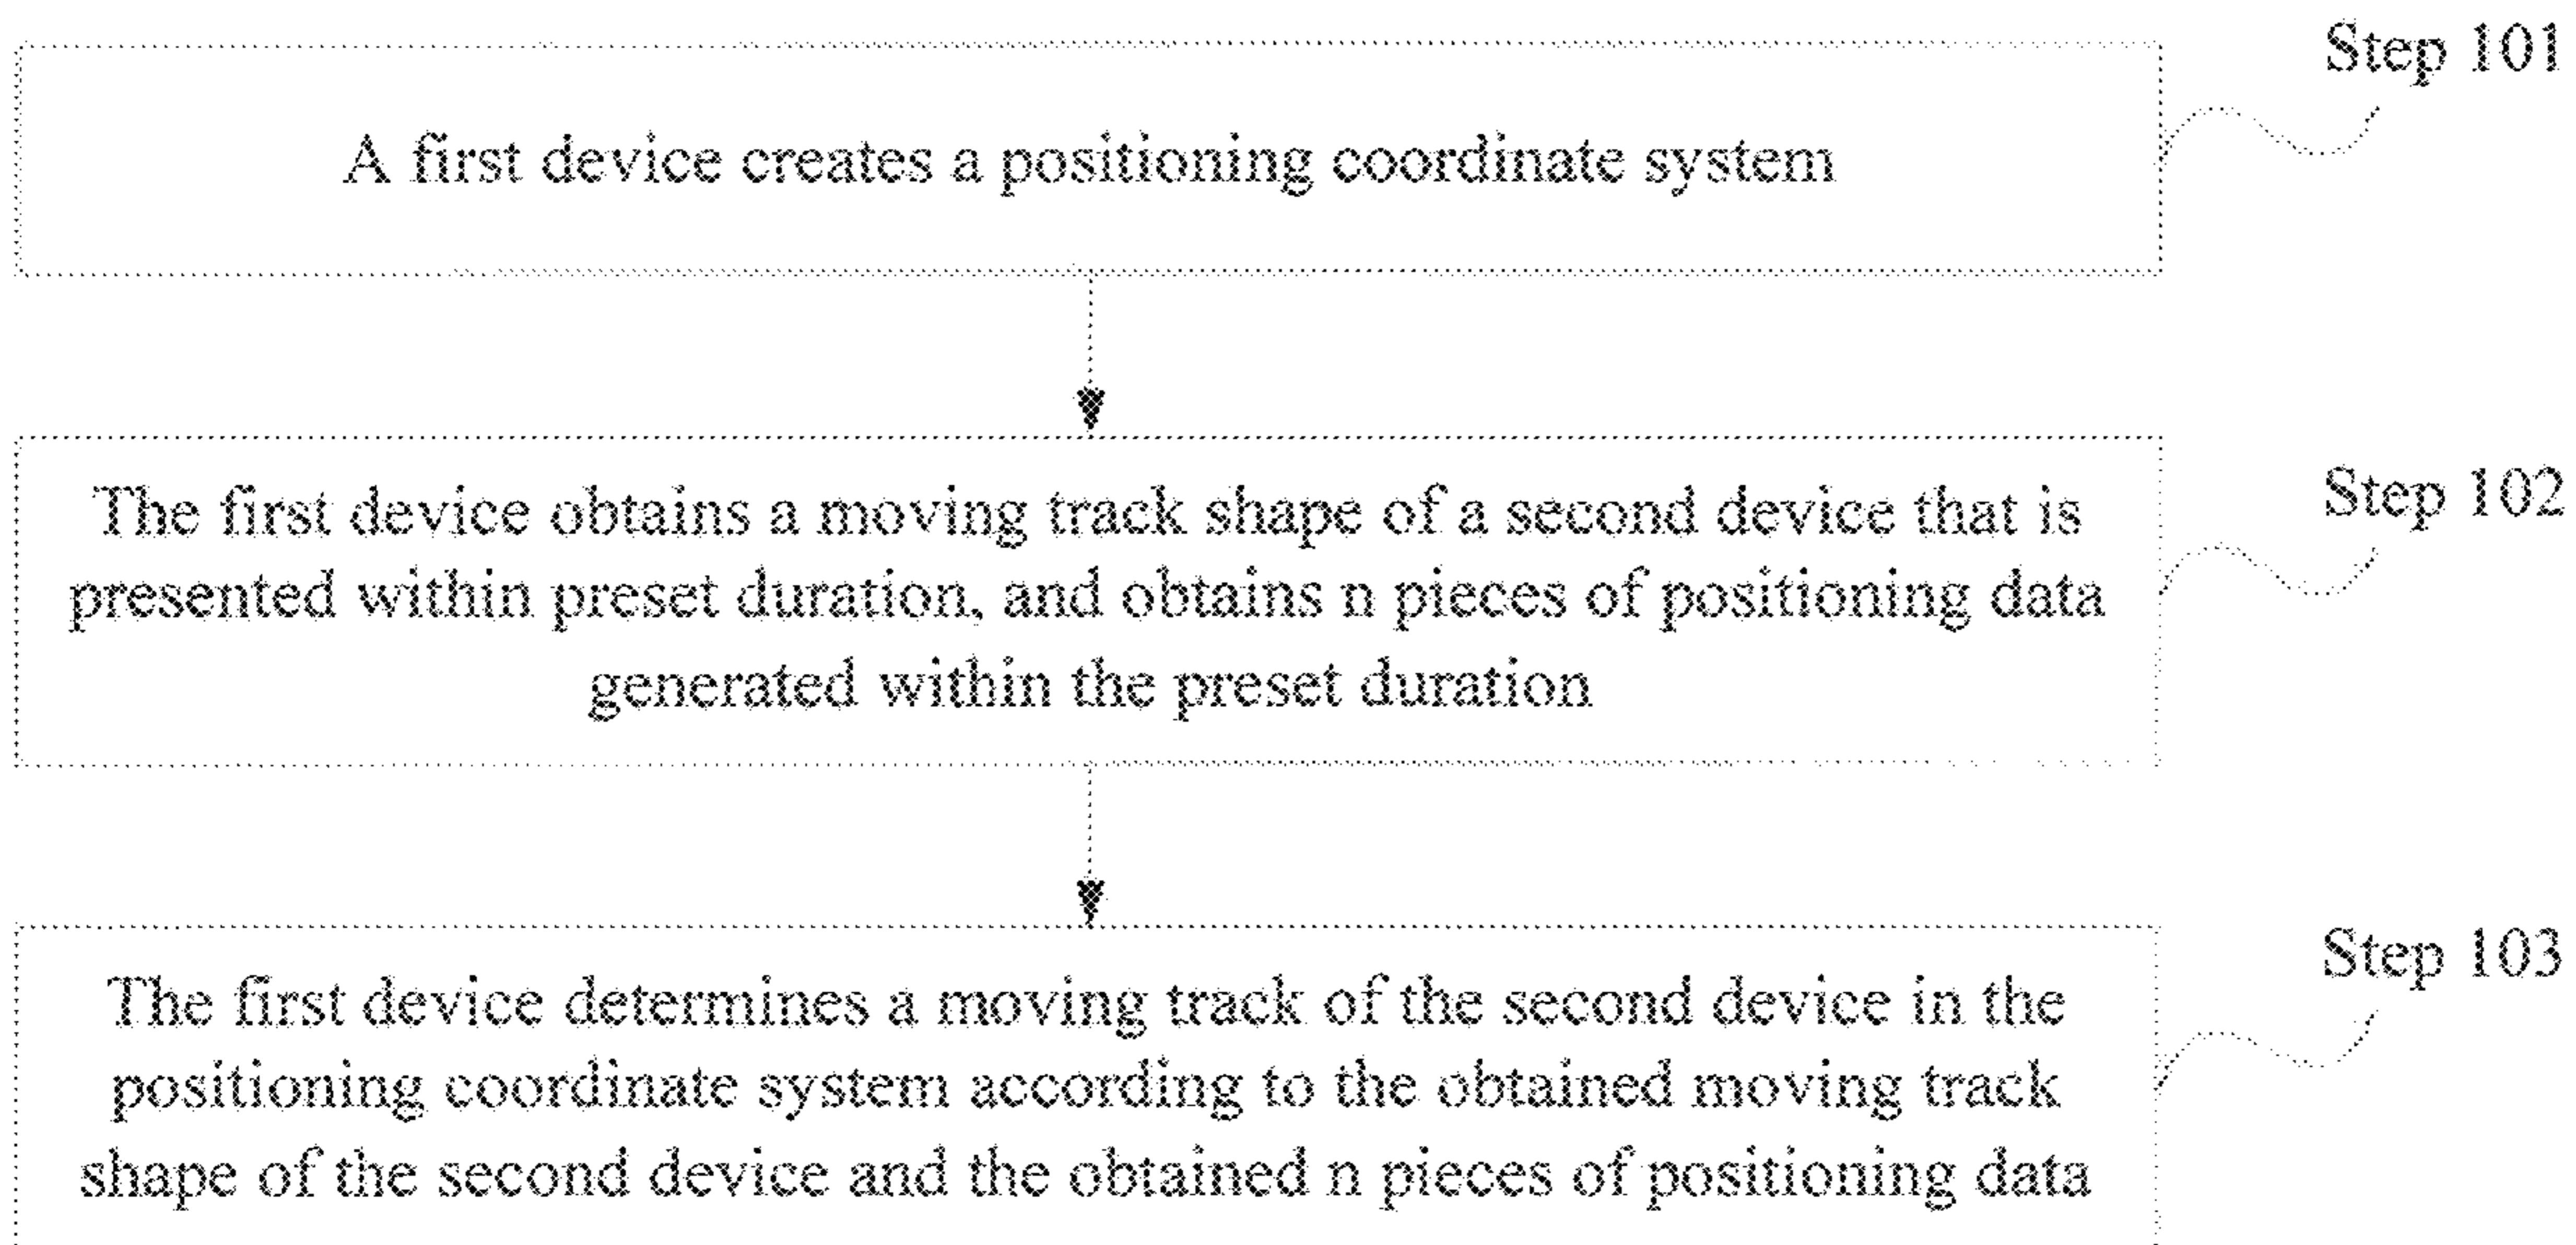 Step 101
A first device creates a positioning coordinate system
Step 102
The first device obtains a moving track shape of a second device that is
presented within preset duration, and obtains n pieces of positioning data
generated within the preset duration
Step 103
The first device determines a moving track of the second device in the
positioning coordinate system according to the obtained moving track
shape of the second device and the obtained n pieces of positioning data